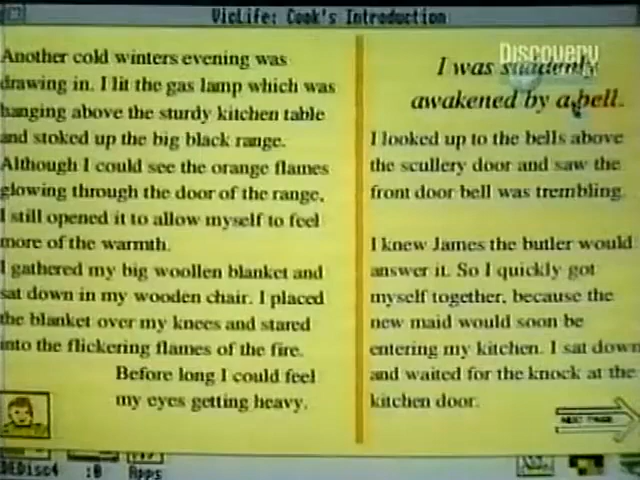 VicLife: Cook's Introduction
Discovery
Another cold winters evening was
drawing in. I lit the gas lamp which was
hanging above the sturdy kitchen table
and stoked up the big black range.
Although I could see the orange flames
glowing through the door of the range,
I still opened it to allow myself to feel
more of the warmth.
I gathered my big woollen blanket and
sat down in my wooden chair. I placed
the blanket over my knees and stared
into the flickering flames of the fire.
Before long I could feel
my eyes getting heavy.
I was suddenly
awakened by a bell.
I looked up to the bells above
the scullery door and saw the
front door bell was trembling.
I knew James the butler would
answer it. So I quickly got
myself together, because the
new maid would soon be
entering my kitchen. I sat down
and waited for the knock at the
kitchen door.
NEXT PAGE
DEDisc4
:8
Apps